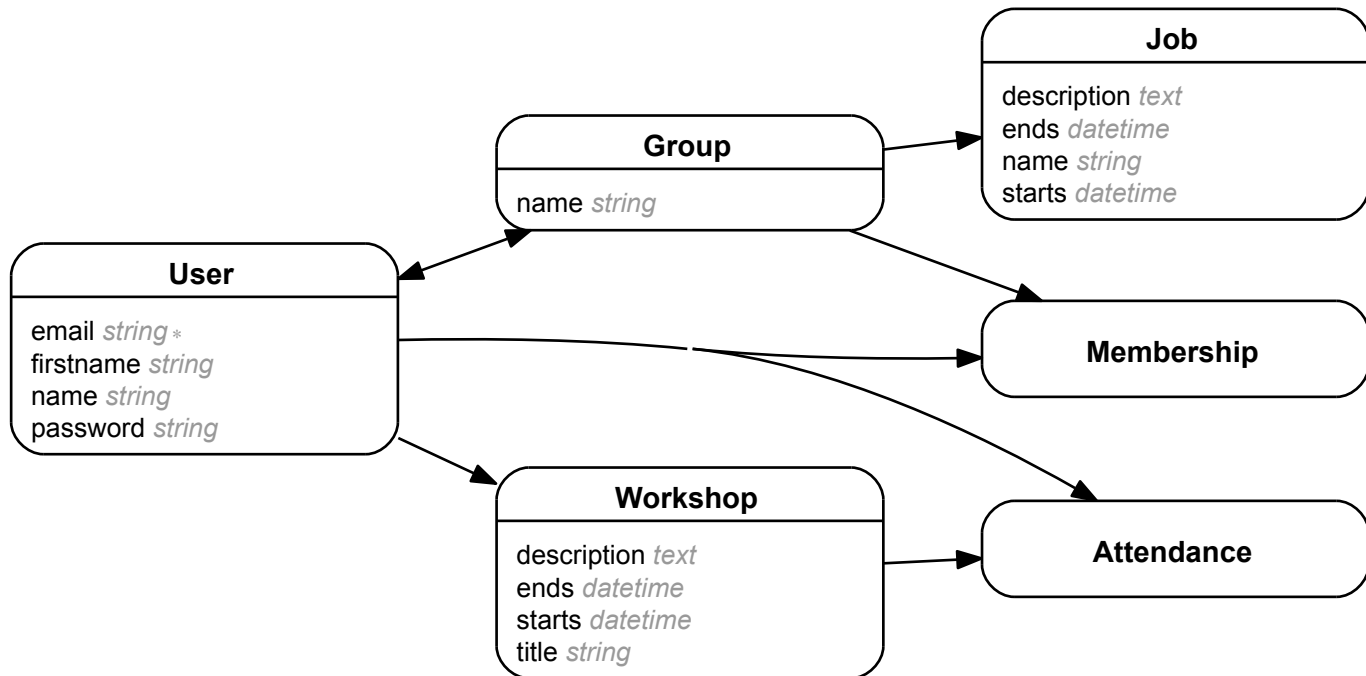 Job
description text
ends datetime
name string
starts datetime
Group
name string
User
email string *
firstname string
name string
password string
Membership
Workshop
description text
ends datetime
starts datetime
title string
Attendance